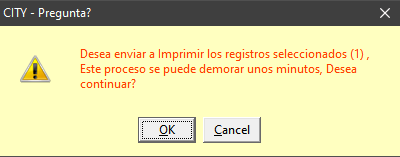 CITY - Pregunta?
Desea enviar a Imprimir los registros seleccionados (1) ,
Este proceso se puede demorar unos minutos, Desea
continuar?
OK
Cancel